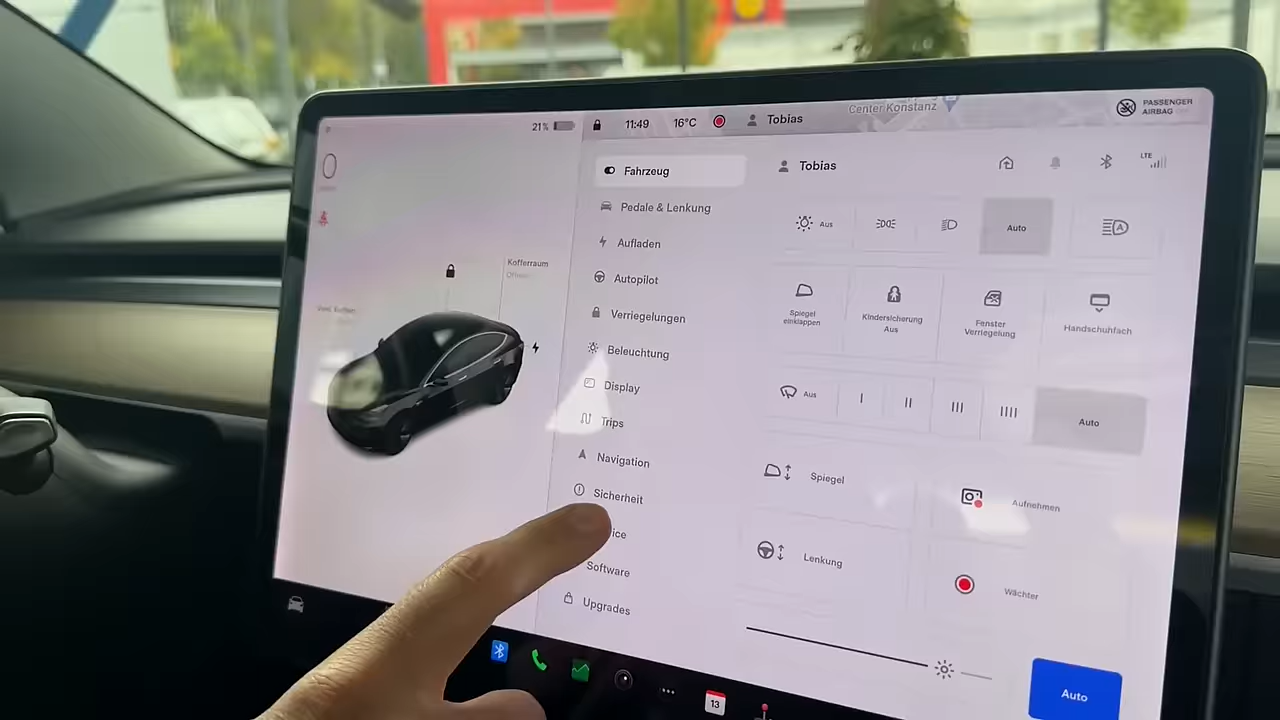 21%
11:49
16°C
Tobias
Center Konstanz
PASSENGER
AIRBAG
Kofferraum
Fahrzeug
Pedale & Lenkung
Aufladen
Autopilot
Verriegelungen
Beleuchtung
Display
Trips
Navigation
Sicherheit
ice
Software
Upgrades
Tobias
LTE
Aus
Auto
A
Spiegel
einklappen
Kindersicherung
Aus
Fenster
Verriegelung
Handschuhfach
Aus
I
II
III
IIII
Auto
Spiegel
Aufnehmen
Lenkung
Wächter
Auto
13